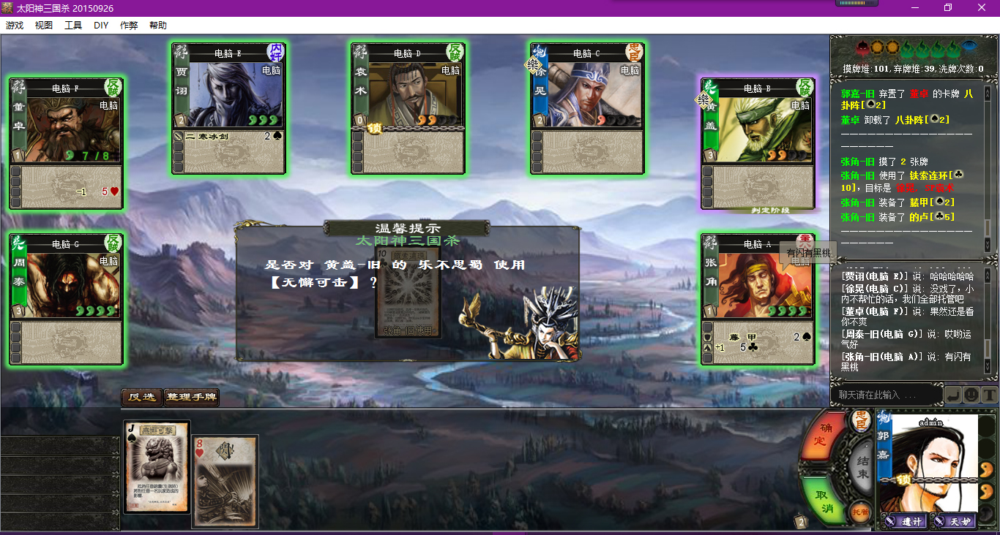 太阳神三国杀 20150926
游戏 视图 工具 DIY 作弊 帮助
摸牌堆:101,弃牌堆:39,洗牌次数:0
电脑 E
内奸
电脑
贾诩
2
二 寒冰剑 2♠
电脑 D
反贼
电脑
袁术
0
锁
电脑 C
忠臣
电脑
徐晃
2
电脑 B
反贼
电脑
黄盖
3
判定阶段
电脑 F
反贼
电脑
董卓
1
7 / 8
-1 5♥
电脑 G
反贼
电脑
周泰
3
电脑 A
张角
1
藤 甲 2♠
+1 5♣
有闪有黑桃
温馨提示
太阳神三国杀
是否对 黄盖-旧 的 乐不思蜀 使用
【无懈可击】？
10
张角-旧使用
郭嘉-旧 弃置了 董卓 的卡牌 八
卦阵[♠2]
董卓 卸载了 八卦阵[♠2]
张角-旧 摸了 2 张牌
张角-旧 使用了 铁索连环[♣
10]，目标是
张角-旧 装备了 藤甲[♠2]
张角-旧 装备了 的卢[♣5]
[贾诩(电脑 E)] 说: 哈哈哈哈哈
[徐晃(电脑 C)] 说: 没戏了，小
内不帮忙的话，我们全部托管吧
[董卓(电脑 F)] 说: 果然还是看
你不爽
[周泰-旧(电脑 G)] 说: 哎哟运
气好
[张角-旧(电脑 A)] 说: 有闪有
黑桃
聊天请在此输入 ...
反选 整理手牌
J♠ 無懈可擊
8♥ 閃
2
确定
取消
结束
托管
忠臣
admin
郭嘉
锁
遗计 天妒